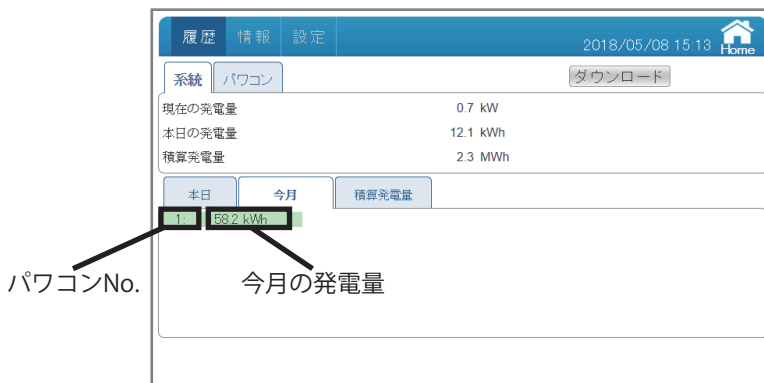 履歴 情報 設定
2018/05/08 15:13 Home
系統 パワコン ダウンロード
現在の発電量 0.7 kW
本日の発電量 12.1 kWh
積算発電量 2.3 MWh
本日 今月 積算発電量
1: 58.2 kWh
パワコンNo. 今月の発電量